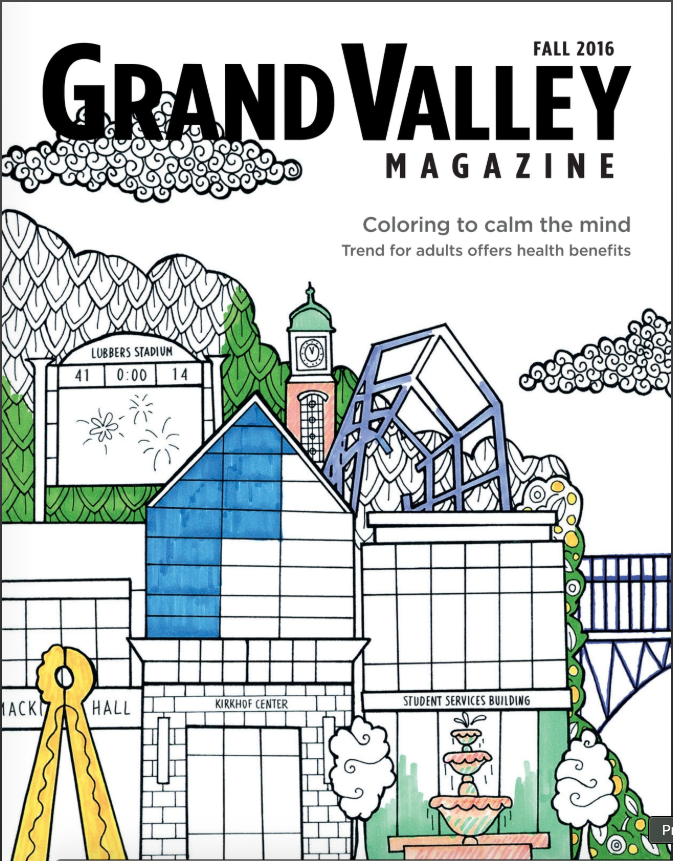 FALL 2016
GRAND VALLEY
MAGAZINE
Coloring to calm the mind
Trend for adults offers health benefits
LUBBERS STADIUM
41 0:00 14
MACK HALL
KIRKHOF CENTER
STUDENT SERVICES BUILDING